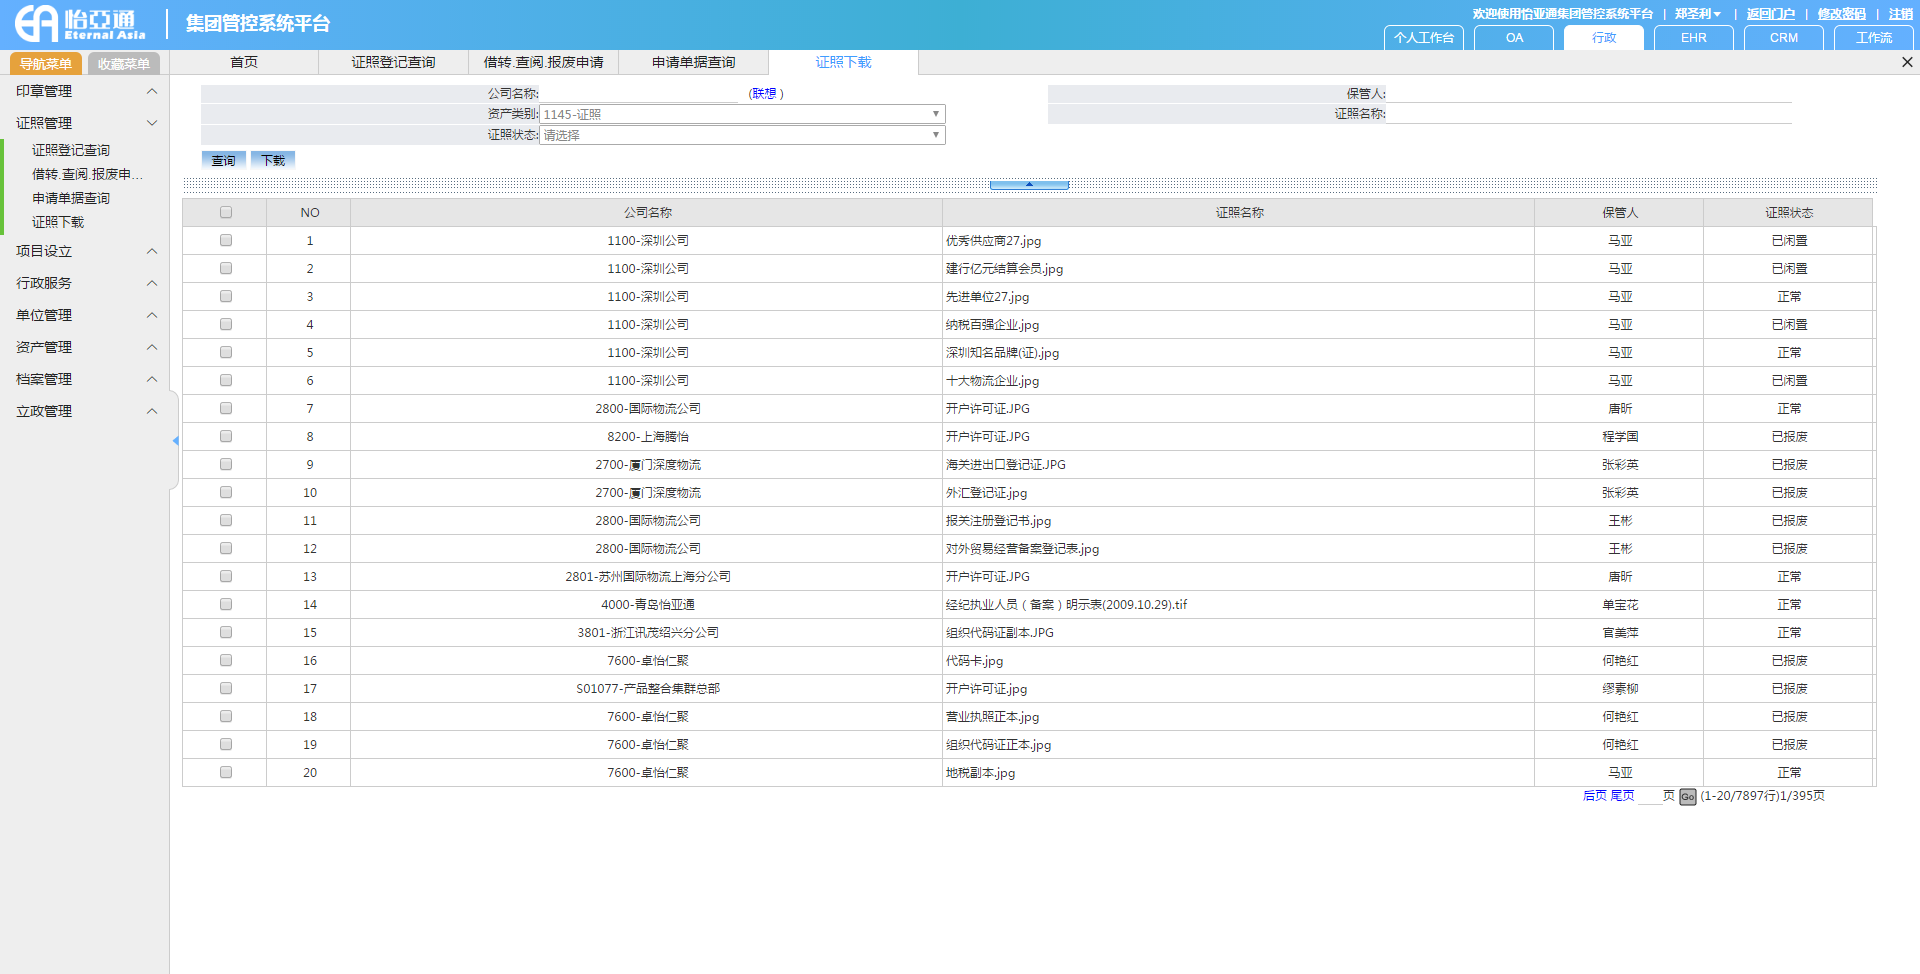 怡亞通
Eternal Asia
集团管控系统平台
欢迎使用怡亚通集团管控系统平台 | 郑圣利 | 返回门户 | 修改密码 | 注销
个人工作台 OA 行政 EHR CRM 工作流
导航菜单 收藏菜单
首页 证照登记查询 借转.查阅.报废申请 申请单据查询 证照下载
印章管理
证照管理
证照登记查询
借转.查阅.报废申...
申请单据查询
证照下载
项目设立
行政服务
单位管理
资产管理
档案管理
立政管理
公司名称: (联想 ) 保管人:
资产类别: 1145-证照 证照名称:
证照状态: 请选择
查询 下载
NO 公司名称 证照名称 保管人 证照状态
1 1100-深圳公司 优秀供应商27.jpg 马亚 已闲置
2 1100-深圳公司 建行亿元结算会员.jpg 马亚 已闲置
3 1100-深圳公司 先进单位27.jpg 马亚 正常
4 1100-深圳公司 纳税百强企业.jpg 马亚 已闲置
5 1100-深圳公司 深圳知名品牌(证).jpg 马亚 正常
6 1100-深圳公司 十大物流企业.jpg 马亚 已闲置
7 2800-国际物流公司 开户许可证.JPG 唐昕 正常
8 8200-上海腾怡 开户许可证.JPG 程学国 已报废
9 2700-厦门深度物流 海关进出口登记证.JPG 张彩英 已报废
10 2700-厦门深度物流 外汇登记证.jpg 张彩英 已报废
11 2800-国际物流公司 报关注册登记书.jpg 王彬 已报废
12 2800-国际物流公司 对外贸易经营备案登记表.jpg 王彬 已报废
13 2801-苏州国际物流上海分公司 开户许可证.JPG 唐昕 正常
14 4000-青岛怡亚通 经纪执业人员（备案）明示表(2009.10.29).tif 单宝花 正常
15 3801-浙江讯茂绍兴分公司 组织代码证副本.JPG 官美萍 正常
16 7600-卓怡仁聚 代码卡.jpg 何艳红 已报废
17 S01077-产品整合集群总部 开户许可证.jpg 缪素柳 已报废
18 7600-卓怡仁聚 营业执照正本.jpg 何艳红 已报废
19 7600-卓怡仁聚 组织代码证正本.jpg 何艳红 已报废
20 7600-卓怡仁聚 地税副本.jpg 马亚 正常
后页 尾页 页 Go (1-20/7897行)1/395页